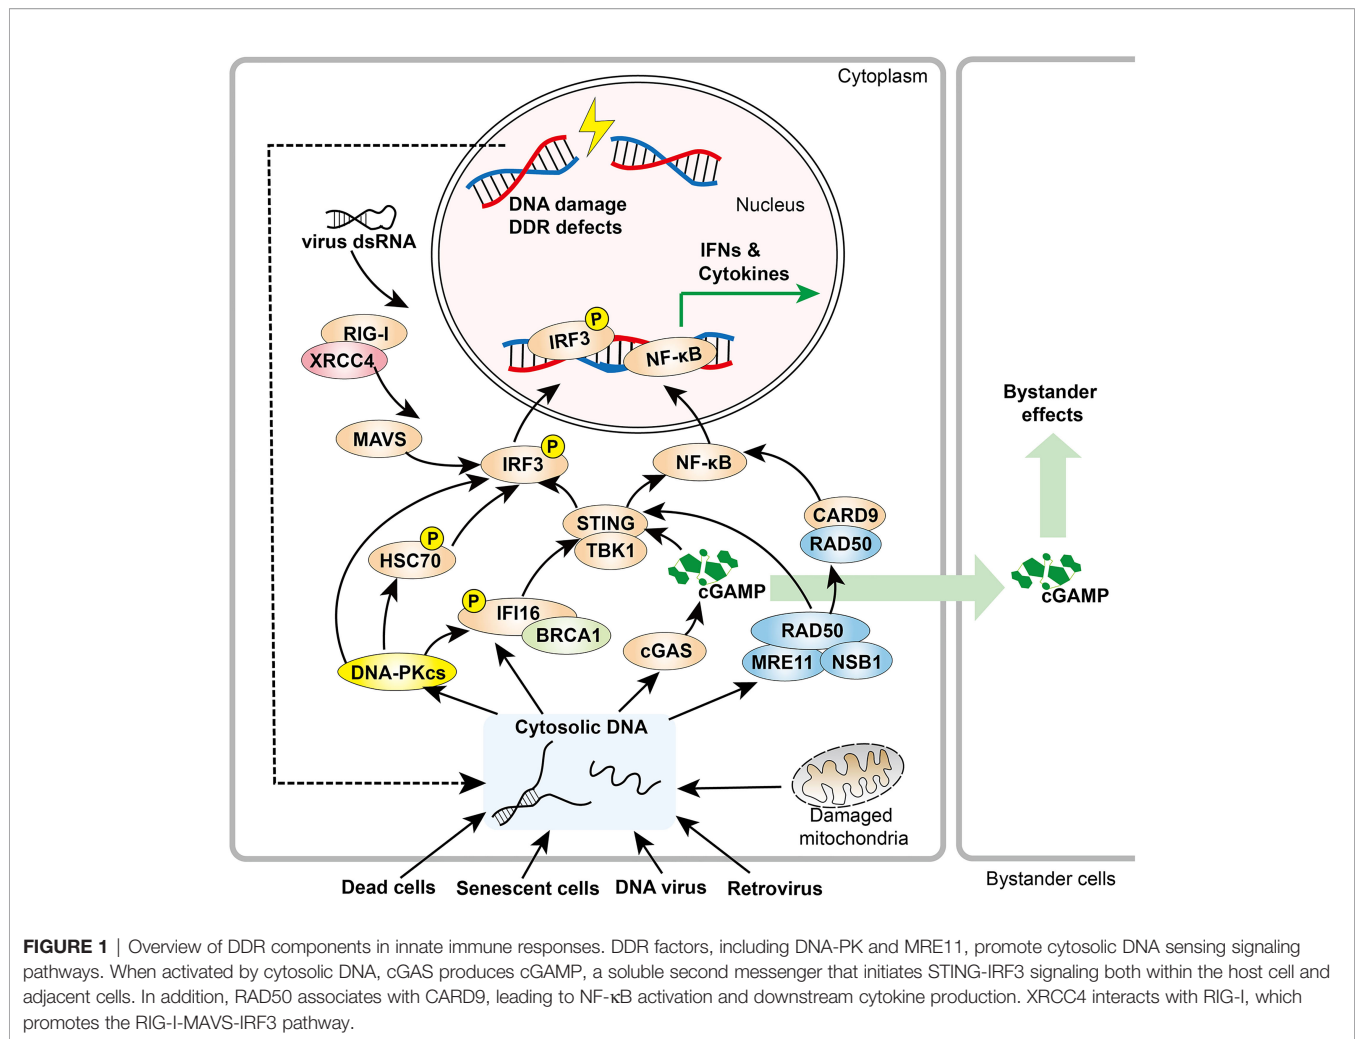 Cytoplasm
DNA damage
DDR defects
Nucleus
virus dsRNA
IFNs &
Cytokines
RIG-I
XRCC4
P
IRF3
NF-κB
MAVS
P
IRF3
NF-κB
Bystander
effects
STING
TBK1
CARD9
RAD50
P
HSC70
cGAMP
cGAMP
P
IFI16
BRCA1
cGAS
RAD50
MRE11
NSB1
DNA-PKcs
Cytosolic DNA
Damaged
mitochondria
Dead cells
Senescent cells
DNA virus
Retrovirus
Bystander cells
FIGURE 1 | Overview of DDR components in innate immune responses. DDR factors, including DNA-PK and MRE11, promote cytosolic DNA sensing signaling
pathways. When activated by cytosolic DNA, cGAS produces cGAMP, a soluble second messenger that initiates STING-IRF3 signaling both within the host cell and
adjacent cells. In addition, RAD50 associates with CARD9, leading to NF-κB activation and downstream cytokine production. XRCC4 interacts with RIG-I, which
promotes the RIG-I-MAVS-IRF3 pathway.